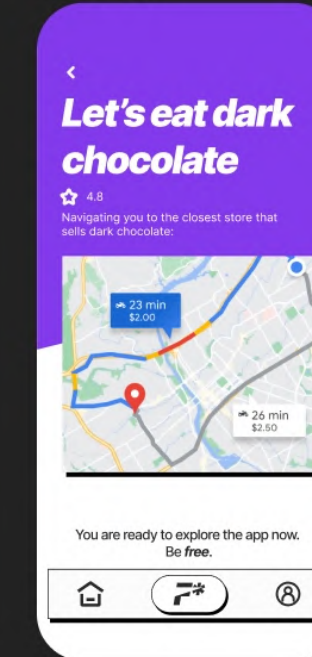 Let's eat dark
chocolate
4.8
Navigating you to the closest store that
sells dark chocolate:
23 min
$2.00
26 min
$2.50
You are ready to explore the app now.
Be free.